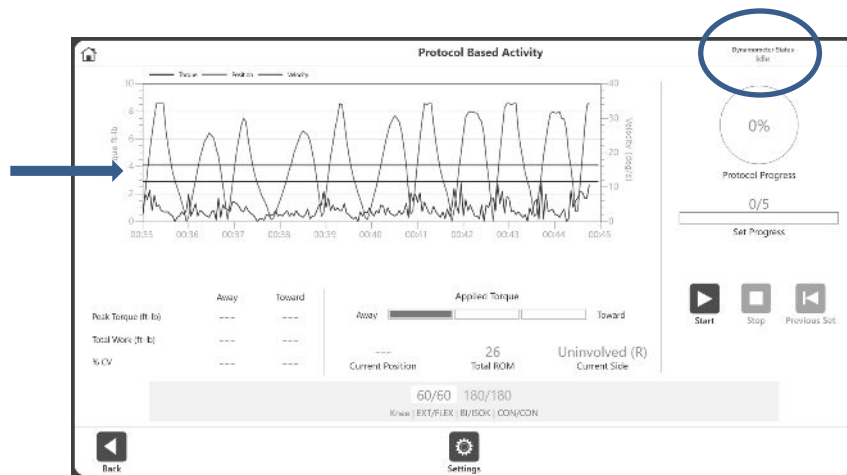 Protocol Based Activity
Dynamometer Status
Idle
Torque Position Velocity
10
8
6
4
2
0
Torque ft-lb
40
30
20
10
0
Velocity (deg/s)
00:35 00:36 00:37 00:38 00:39 00:40 00:41 00:42 00:43 00:44 00:45
0%
Protocol Progress
0/5
Set Progress
Start Stop Previous Set
Away Toward
Peak Torque (ft-lb) --- ---
Total Work (ft-lb) --- ---
% CV --- ---
Applied Torque
Away Toward
--- 26 Uninvolved (R)
Current Position Total ROM Current Side
60/60 180/180
Knee | EXT/FLEX | BI/ISOK | CON/CON
Back Settings